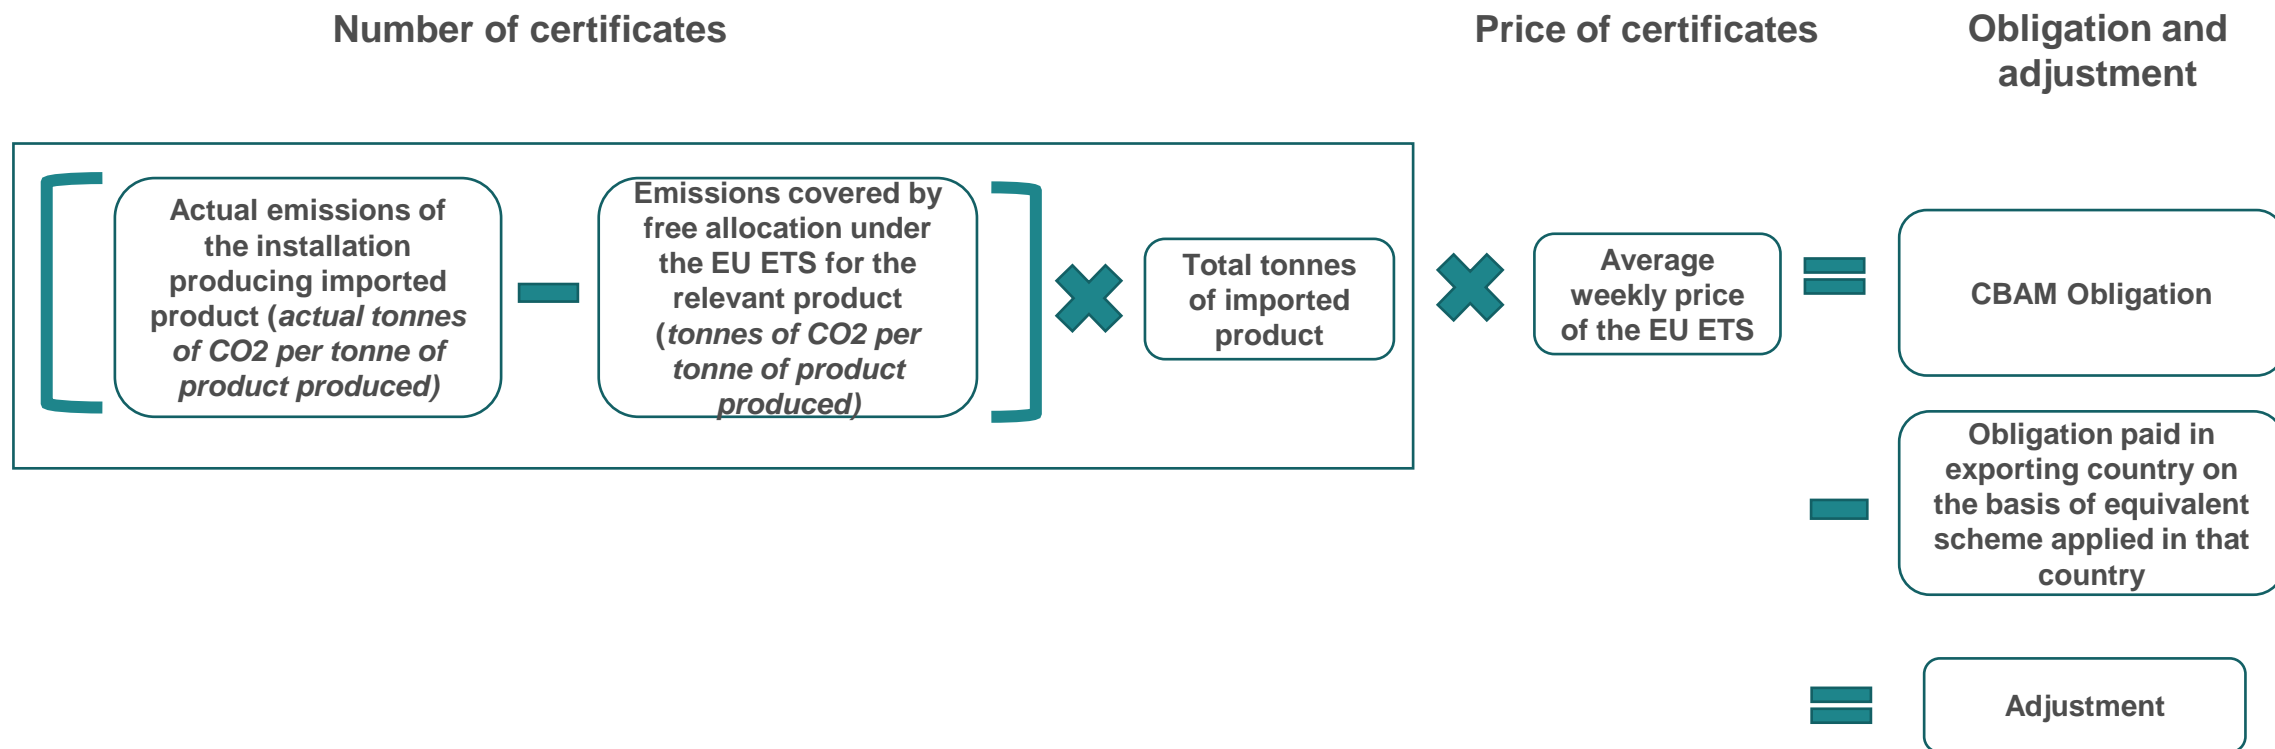 Number of certificates
Price of certificates
Obligation and
adjustment
Actual emissions of
the installation
producing imported
product (actual tonnes
of CO2 per tonne of
product produced)
Emissions covered by
free allocation under
the EU ETS for the
relevant product
(tonnes of CO2 per
tonne of product
produced)
Total tonnes
of imported
product
Average
weekly price
of the EU ETS
CBAM Obligation
Obligation paid in
exporting country on
the basis of equivalent
scheme applied in that
country
Adjustment